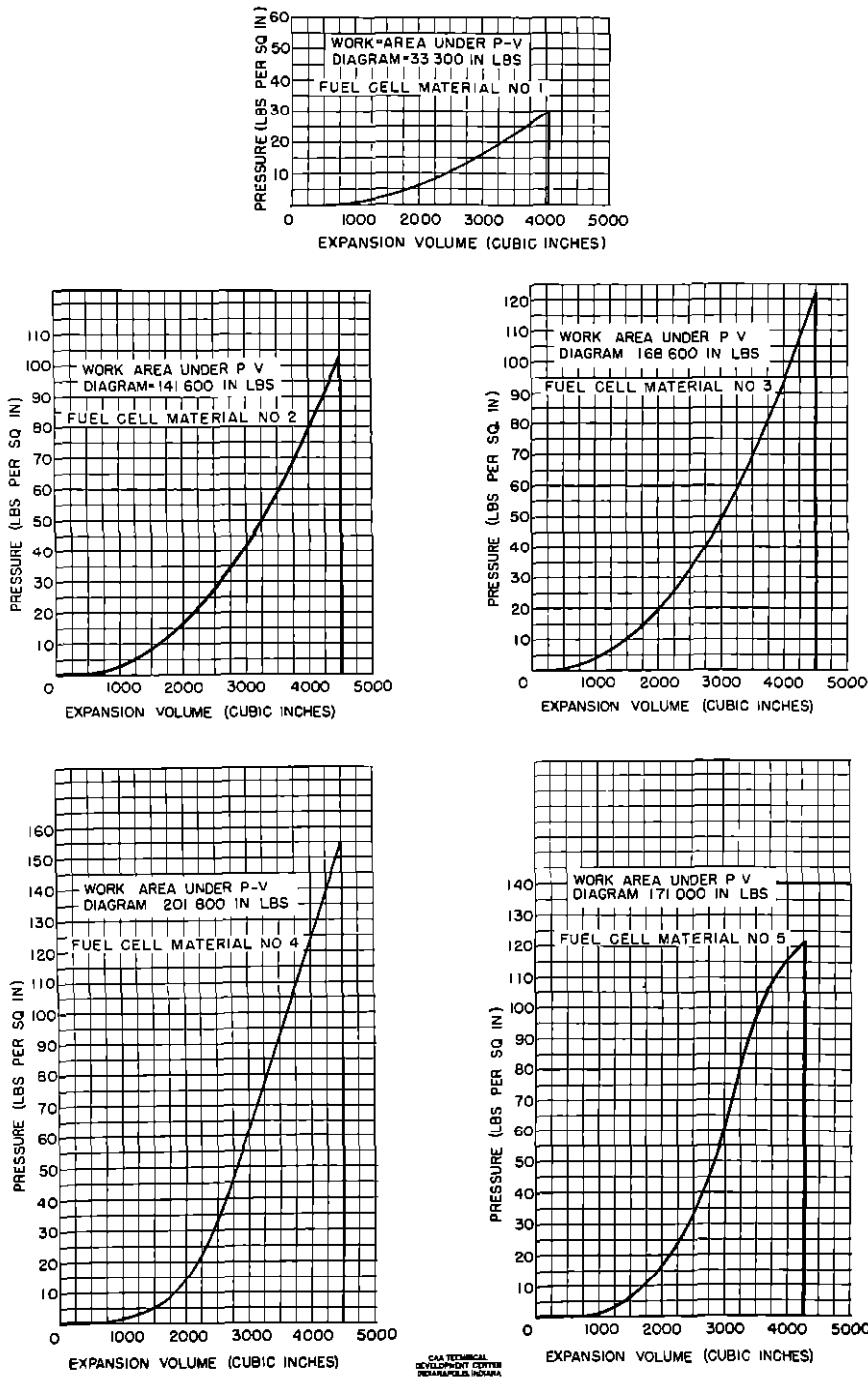 60
50
40
30
20
10
0 1000 2000 3000 4000 5000
PRESSURE (LBS PER SQ IN)
WORK=AREA UNDER P-V
DIAGRAM=33 300 IN LBS
FUEL CELL MATERIAL NO 1
EXPANSION VOLUME (CUBIC INCHES)
110
100
90
80
70
60
50
40
30
20
10
0 1000 2000 3000 4000 5000
PRESSURE (LBS PER SQ IN)
WORK AREA UNDER P V
DIAGRAM=141 600 IN LBS
FUEL CELL MATERIAL NO 2
EXPANSION VOLUME (CUBIC INCHES)
120
110
100
90
80
70
60
50
40
30
20
10
0 1000 2000 3000 4000 5000
PRESSURE (LBS PER SQ IN)
WORK AREA UNDER P V
DIAGRAM 168 600 IN LBS
FUEL CELL MATERIAL NO 3
EXPANSION VOLUME (CUBIC INCHES)
160
150
140
130
120
110
100
90
80
70
60
50
40
30
20
10
0 1000 2000 3000 4000 5000
PRESSURE (LBS PER SQ IN)
WORK AREA UNDER P-V
DIAGRAM 201 800 IN LBS
FUEL CELL MATERIAL NO 4
EXPANSION VOLUME (CUBIC INCHES)
140
130
120
110
100
90
80
70
60
50
40
30
20
10
0 1000 2000 3000 4000 5000
PRESSURE (LBS PER SQ IN)
WORK AREA UNDER P V
DIAGRAM 171 000 IN LBS
FUEL CELL MATERIAL NO 5
EXPANSION VOLUME (CUBIC INCHES)
CAA TECHNICAL
DEVELOPMENT CENTER
INDIANAPOLIS, INDIANA